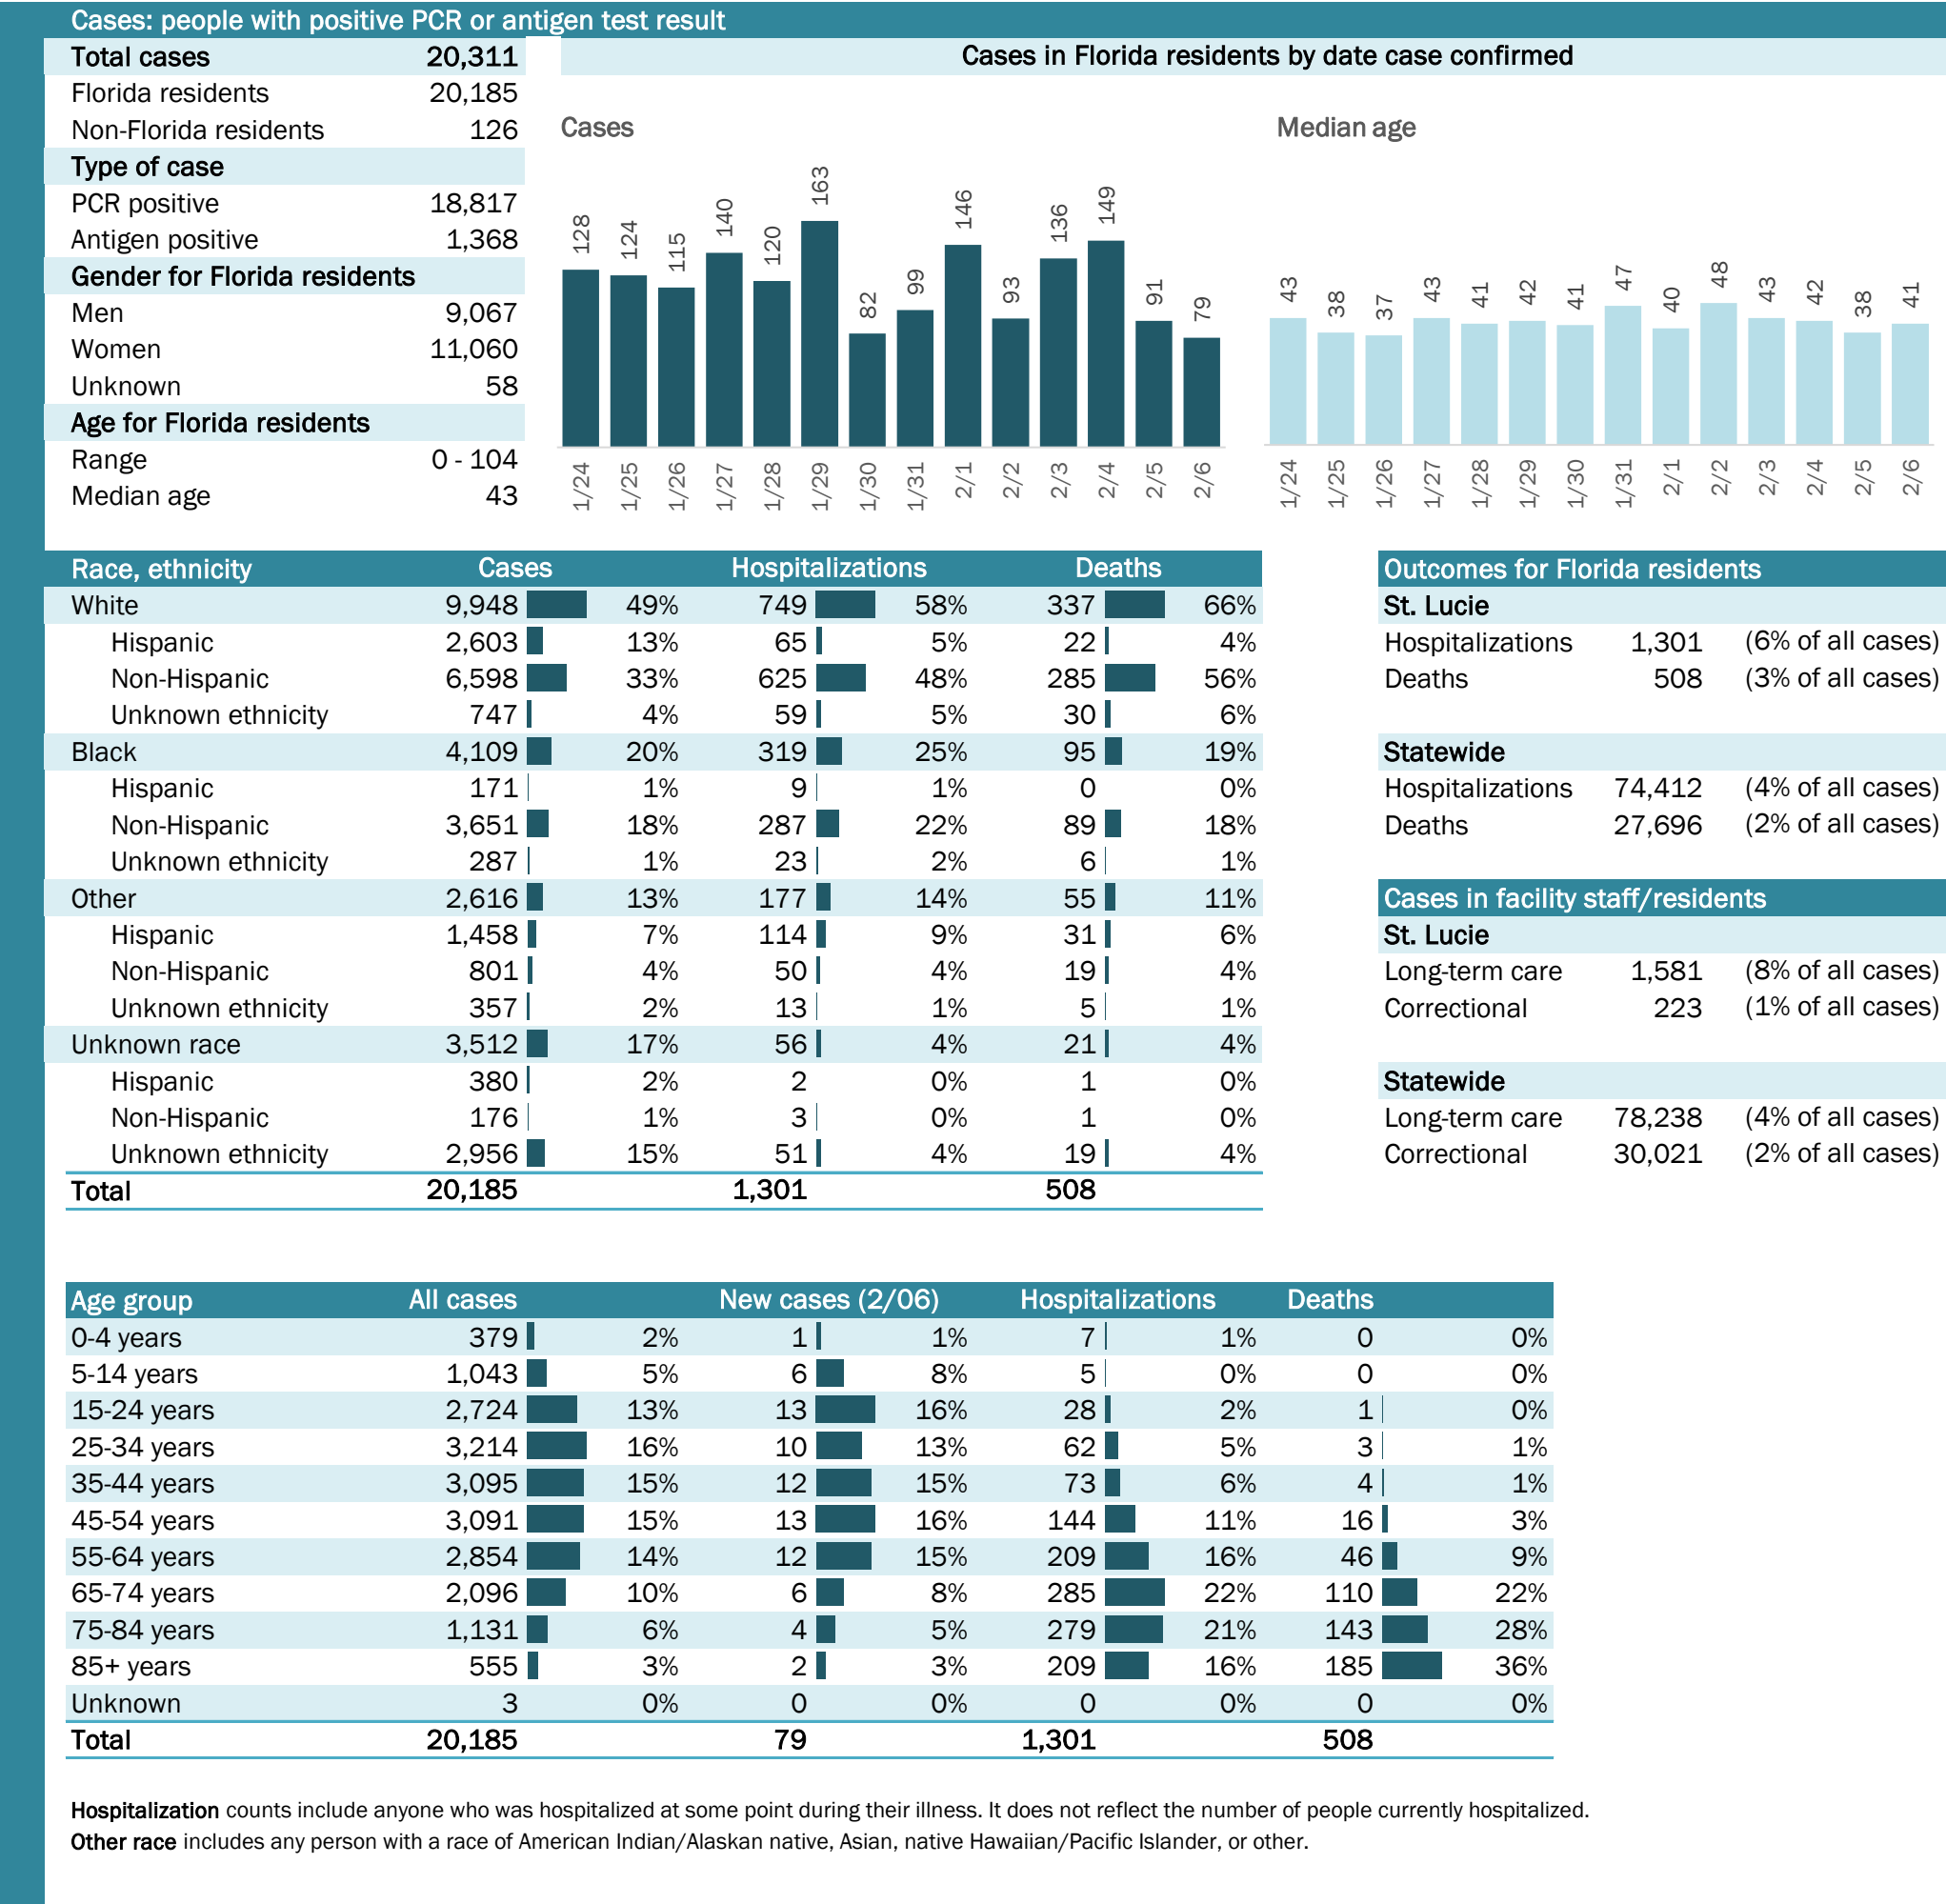 Cases: people with positive PCR or antigen test result
Total cases 20,311
Florida residents 20,185
Non-Florida residents 126
Type of case
PCR positive 18,817
Antigen positive 1,368
Gender for Florida residents
Men 9,067
Women 11,060
Unknown 58
Age for Florida residents
Range 0 - 104
Median age 43
Cases in Florida residents by date case confirmed
Cases
128 124 115 140 120 163 82 99 146 93 136 149 91 79
1/24 1/25 1/26 1/27 1/28 1/29 1/30 1/31 2/1 2/2 2/3 2/4 2/5 2/6
Median age
43 38 37 43 41 42 41 47 40 48 43 42 38 41
1/24 1/25 1/26 1/27 1/28 1/29 1/30 1/31 2/1 2/2 2/3 2/4 2/5 2/6
Race, ethnicity Cases Hospitalizations Deaths
White 9,948 49% 749 58% 337 66%
Hispanic 2,603 13% 65 5% 22 4%
Non-Hispanic 6,598 33% 625 48% 285 56%
Unknown ethnicity 747 4% 59 5% 30 6%
Black 4,109 20% 319 25% 95 19%
Hispanic 171 1% 9 1% 0 0%
Non-Hispanic 3,651 18% 287 22% 89 18%
Unknown ethnicity 287 1% 23 2% 6 1%
Other 2,616 13% 177 14% 55 11%
Hispanic 1,458 7% 114 9% 31 6%
Non-Hispanic 801 4% 50 4% 19 4%
Unknown ethnicity 357 2% 13 1% 5 1%
Unknown race 3,512 17% 56 4% 21 4%
Hispanic 380 2% 2 0% 1 0%
Non-Hispanic 176 1% 3 0% 1 0%
Unknown ethnicity 2,956 15% 51 4% 19 4%
Total 20,185 1,301 508
Outcomes for Florida residents
St. Lucie
Hospitalizations 1,301 (6% of all cases)
Deaths 508 (3% of all cases)
Statewide
Hospitalizations 74,412 (4% of all cases)
Deaths 27,696 (2% of all cases)
Cases in facility staff/residents
St. Lucie
Long-term care 1,581 (8% of all cases)
Correctional 223 (1% of all cases)
Statewide
Long-term care 78,238 (4% of all cases)
Correctional 30,021 (2% of all cases)
Age group All cases New cases (2/06) Hospitalizations Deaths
0-4 years 379 2% 1 1% 7 1% 0 0%
5-14 years 1,043 5% 6 8% 5 0% 0 0%
15-24 years 2,724 13% 13 16% 28 2% 1 0%
25-34 years 3,214 16% 10 13% 62 5% 3 1%
35-44 years 3,095 15% 12 15% 73 6% 4 1%
45-54 years 3,091 15% 13 16% 144 11% 16 3%
55-64 years 2,854 14% 12 15% 209 16% 46 9%
65-74 years 2,096 10% 6 8% 285 22% 110 22%
75-84 years 1,131 6% 4 5% 279 21% 143 28%
85+ years 555 3% 2 3% 209 16% 185 36%
Unknown 3 0% 0 0% 0 0% 0 0%
Total 20,185 79 1,301 508
Hospitalization counts include anyone who was hospitalized at some point during their illness. It does not reflect the number of people currently hospitalized.
Other race includes any person with a race of American Indian/Alaskan native, Asian, native Hawaiian/Pacific Islander, or other.